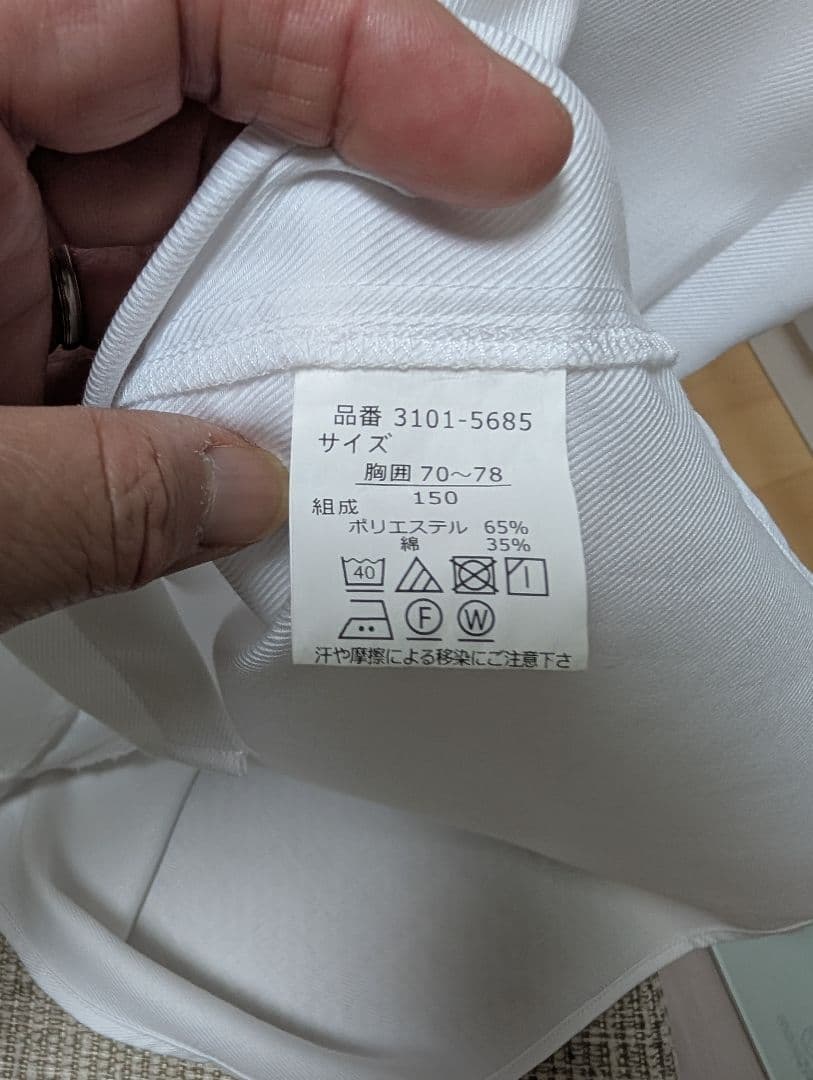 品番 3101-5685
サイズ
胸囲 70～78
150
組成
ポリエステル 65%
綿 35%
40
F W
汗や摩擦による移染にご注意下さ